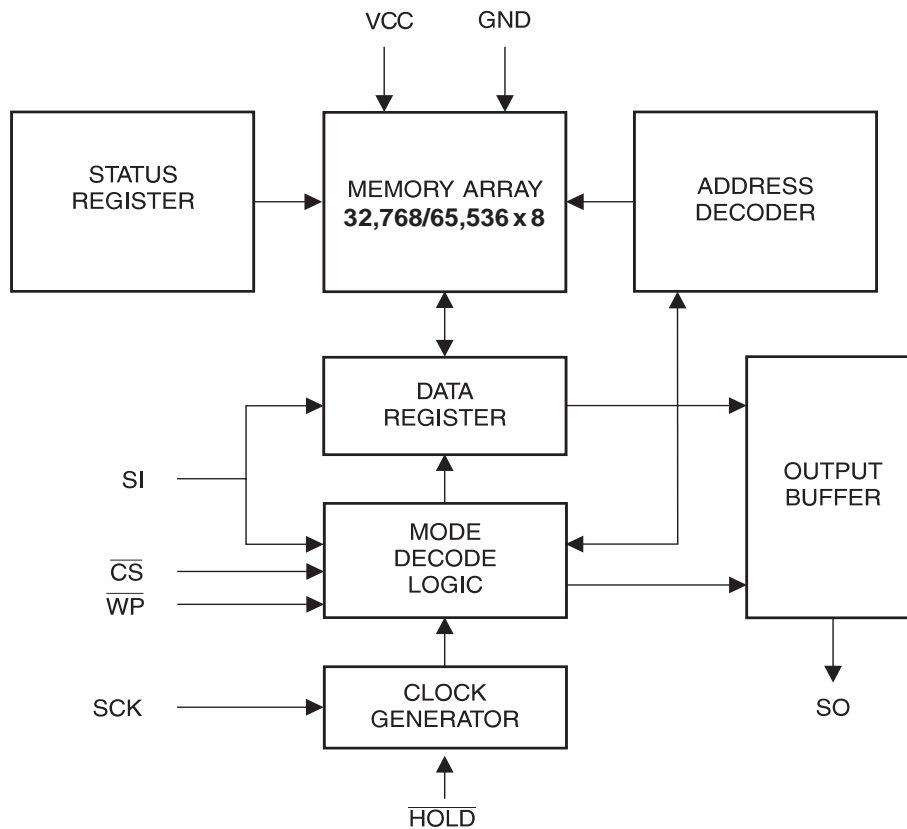 VCC
GND
STATUS
REGISTER
MEMORY ARRAY
32,768/65,536 x 8
ADDRESS
DECODER
DATA
REGISTER
OUTPUT
BUFFER
SI
MODE
DECODE
LOGIC
CS
WP
SCK
CLOCK
GENERATOR
SO
HOLD